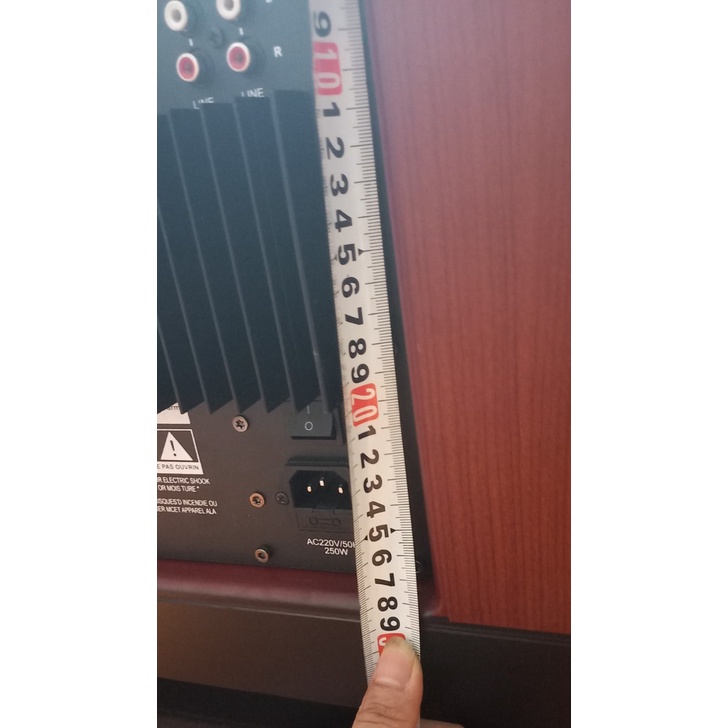 R
LINE
LINE
9
10
1
2
3
4
5
6
7
8
9
20
1
2
3
4
5
6
7
8
9
O
E PAS OUVRIN
R ELECTRIC SHOCK
OR MOIS TURE"
ISQUES'D INCENDIE OU
ER MCET APPAREL ALA
AC220V/50
250W